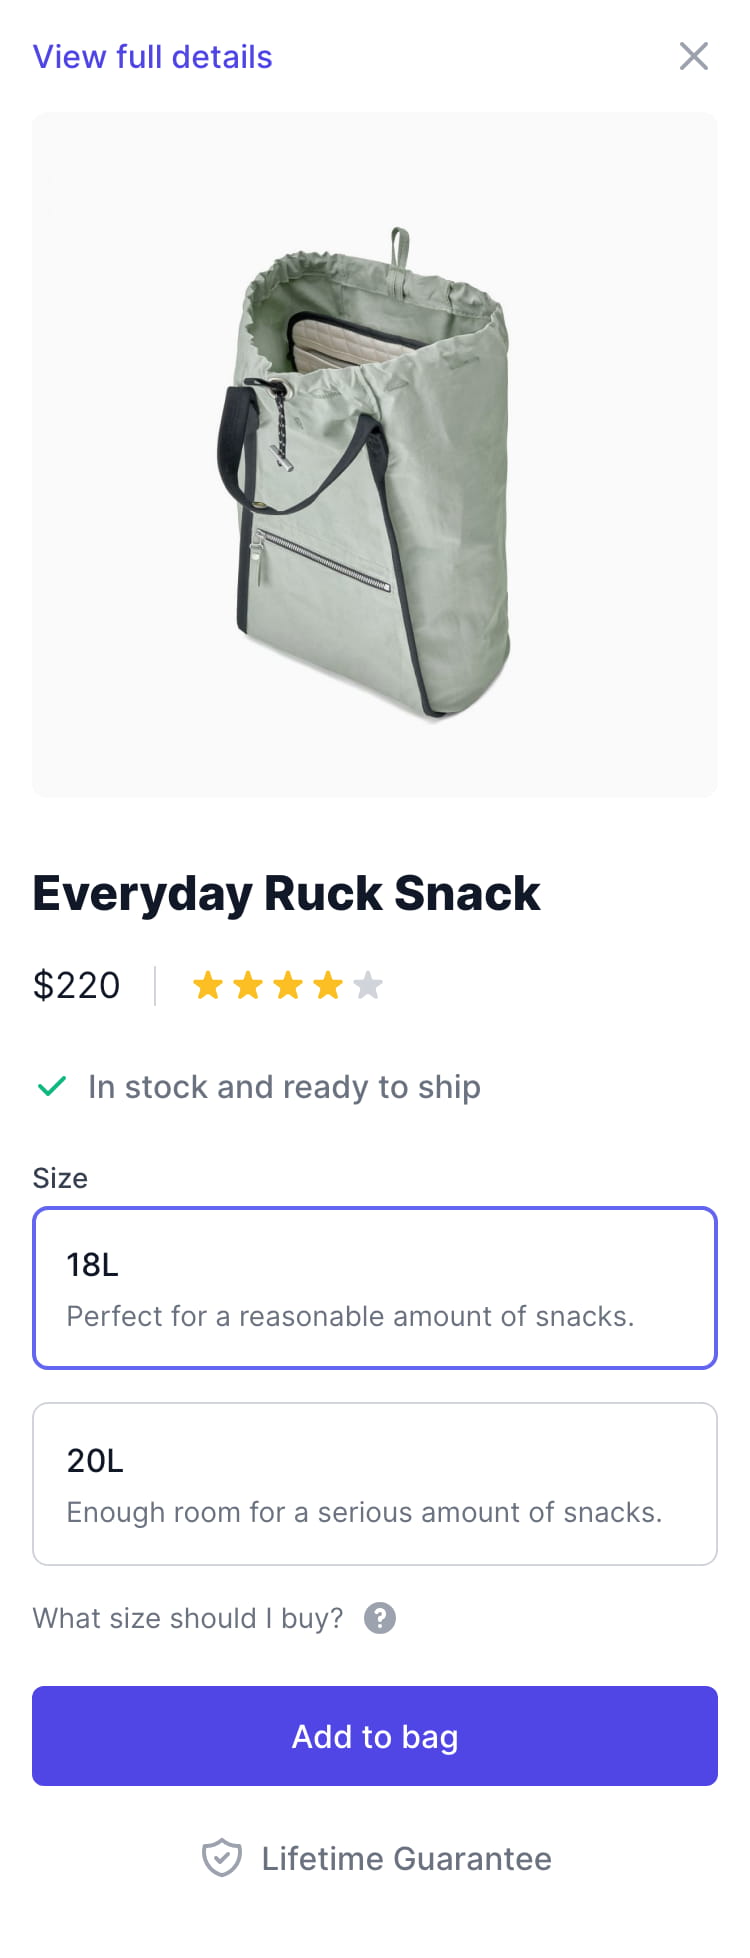 View full details
Everyday Ruck Snack
$220
In stock and ready to ship
Size
18L
Perfect for a reasonable amount of snacks.
20L
Enough room for a serious amount of snacks.
What size should I buy? ?
Add to bag
Lifetime Guarantee